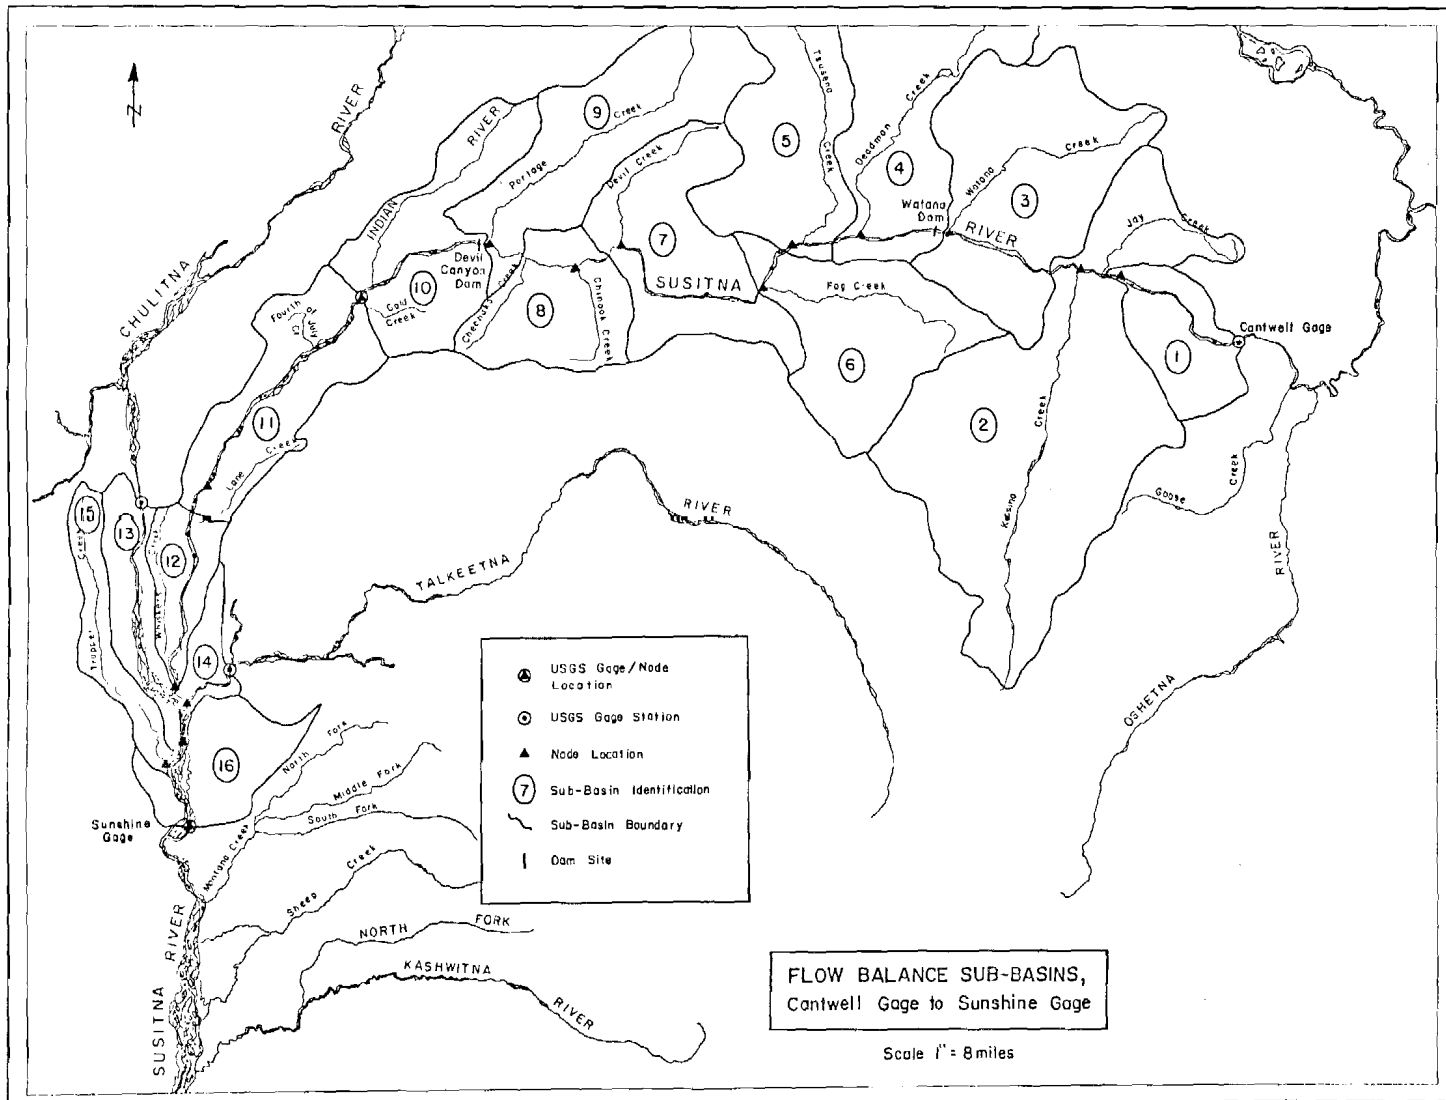 N
CHULITNA
RIVER
INDIAN
RIVER
9
Portage
Creek
Devil Creek
5
Tsusena
Creek
Deadman
Creek
4
Watana
Dam
Watana
Creek
3
RIVER
Jay
Creek
7
SUSITNA
Devil
Canyon
Dam
10
Gold
Creek
Cheechako Creek
8
Chinook Creek
Fog Creek
6
Cantwell Gage
1
2
Kosina
Creek
Goose
Creek
RIVER
OSHETNA
Fourth
of July
Cr
11
Lane
Creek
15
13
12
14
16
Trapper
Creek
Whiskers
Creek
TALKEETNA
RIVER
North Fork
Middle Fork
South Fork
Montana Creek
Sunshine
Gage
Sheep
Creek
NORTH
FORK
KASHWITNA
RIVER
SUSITNA
RIVER
USGS Gage/Node
Location
USGS Gage Station
Node Location
7
Sub-Basin Identification
Sub-Basin Boundary
Dam Site
FLOW BALANCE SUB-BASINS,
Cantwell Gage to Sunshine Gage
Scale 1" = 8 miles